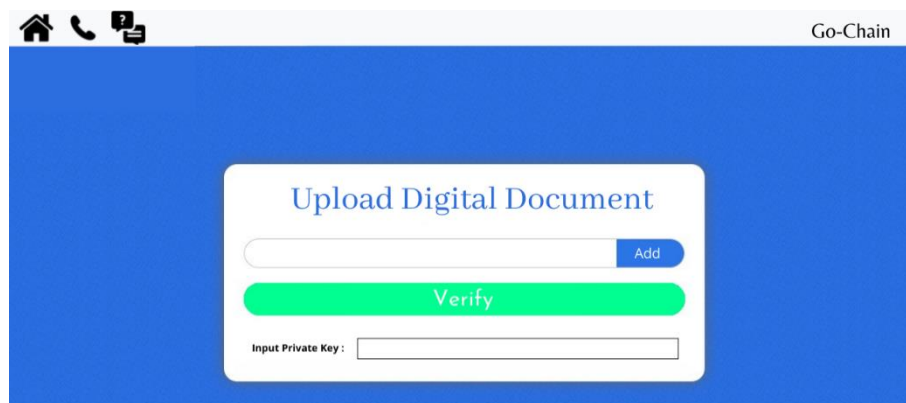 ?
Go-Chain
Upload Digital Document
Add
Verify
Input Private Key :